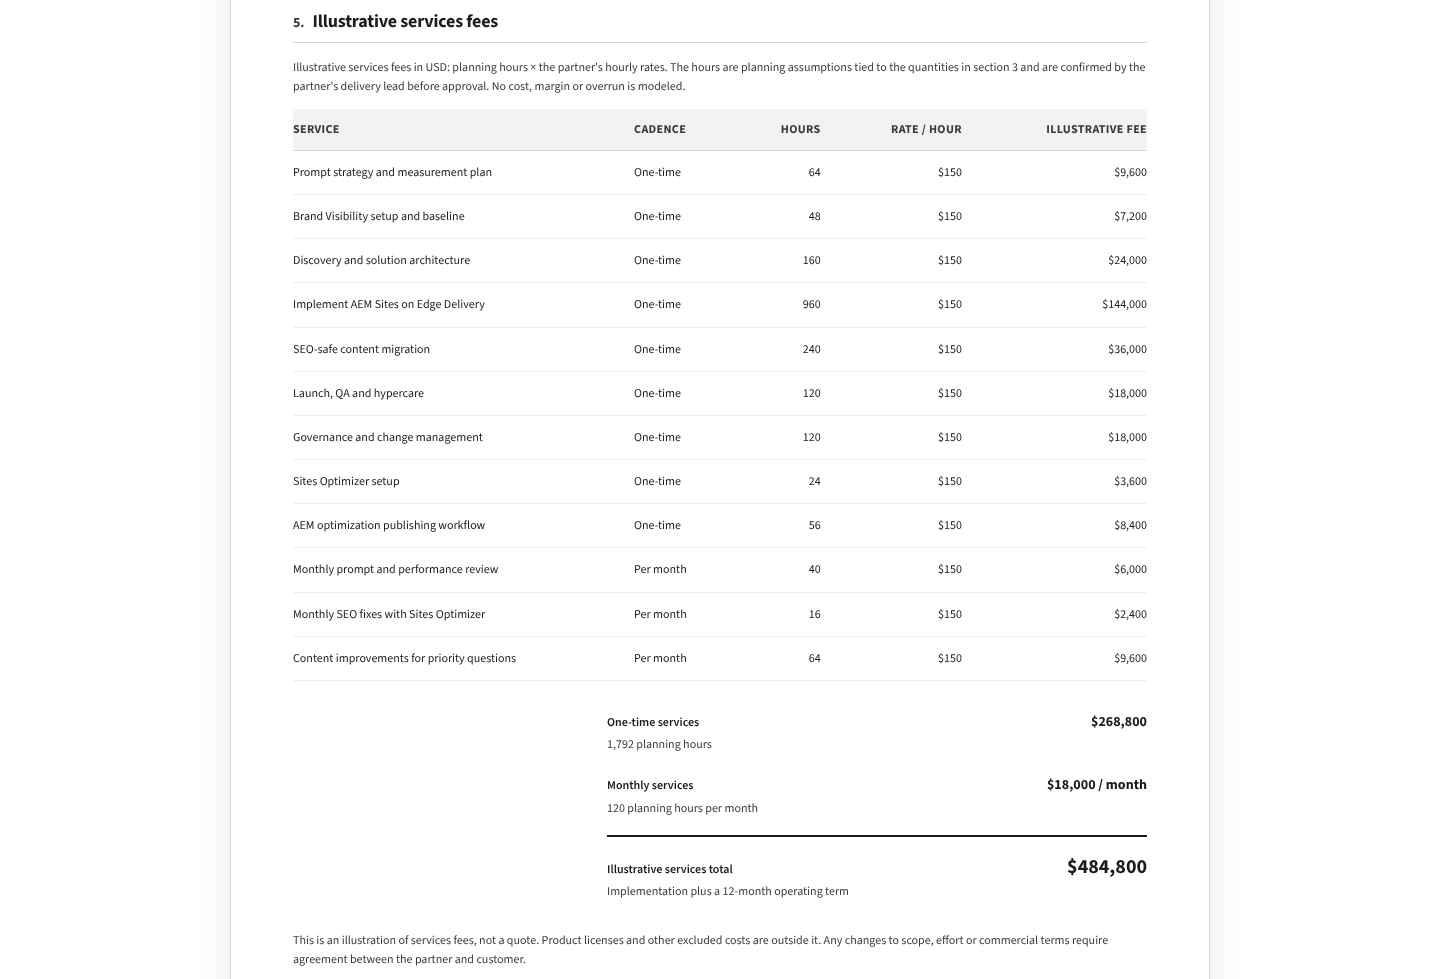 5. Illustrative services fees
Illustrative services fees in USD: planning hours × the partner's hourly rates. The hours are planning assumptions tied to the quantities in section 3 and are confirmed by the
partner's delivery lead before approval. No cost, margin or overrun is modeled.
SERVICE CADENCE HOURS RATE / HOUR ILLUSTRATIVE FEE
Prompt strategy and measurement plan One-time 64 $150 $9,600
Brand Visibility setup and baseline One-time 48 $150 $7,200
Discovery and solution architecture One-time 160 $150 $24,000
Implement AEM Sites on Edge Delivery One-time 960 $150 $144,000
SEO-safe content migration One-time 240 $150 $36,000
Launch, QA and hypercare One-time 120 $150 $18,000
Governance and change management One-time 120 $150 $18,000
Sites Optimizer setup One-time 24 $150 $3,600
AEM optimization publishing workflow One-time 56 $150 $8,400
Monthly prompt and performance review Per month 40 $150 $6,000
Monthly SEO fixes with Sites Optimizer Per month 16 $150 $2,400
Content improvements for priority questions Per month 64 $150 $9,600
One-time services $268,800
1,792 planning hours
Monthly services $18,000 / month
120 planning hours per month
Illustrative services total $484,800
Implementation plus a 12-month operating term
This is an illustration of services fees, not a quote. Product licenses and other excluded costs are outside it. Any changes to scope, effort or commercial terms require
agreement between the partner and customer.